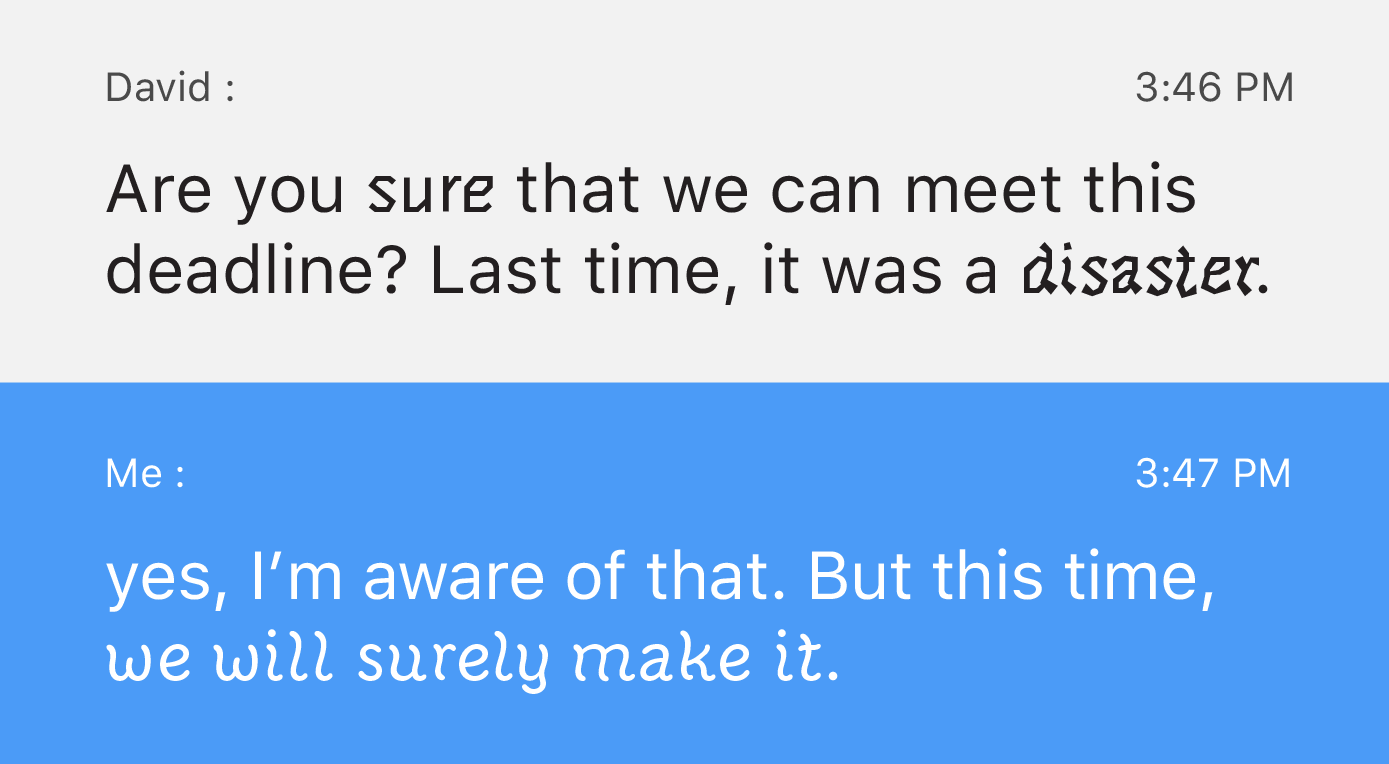 David :
3:46 PM
Are you sure that we can meet this
deadline? Last time, it was a disaster.
Me :
3:47 PM
yes, I’m aware of that. But this time,
we will surely make it.